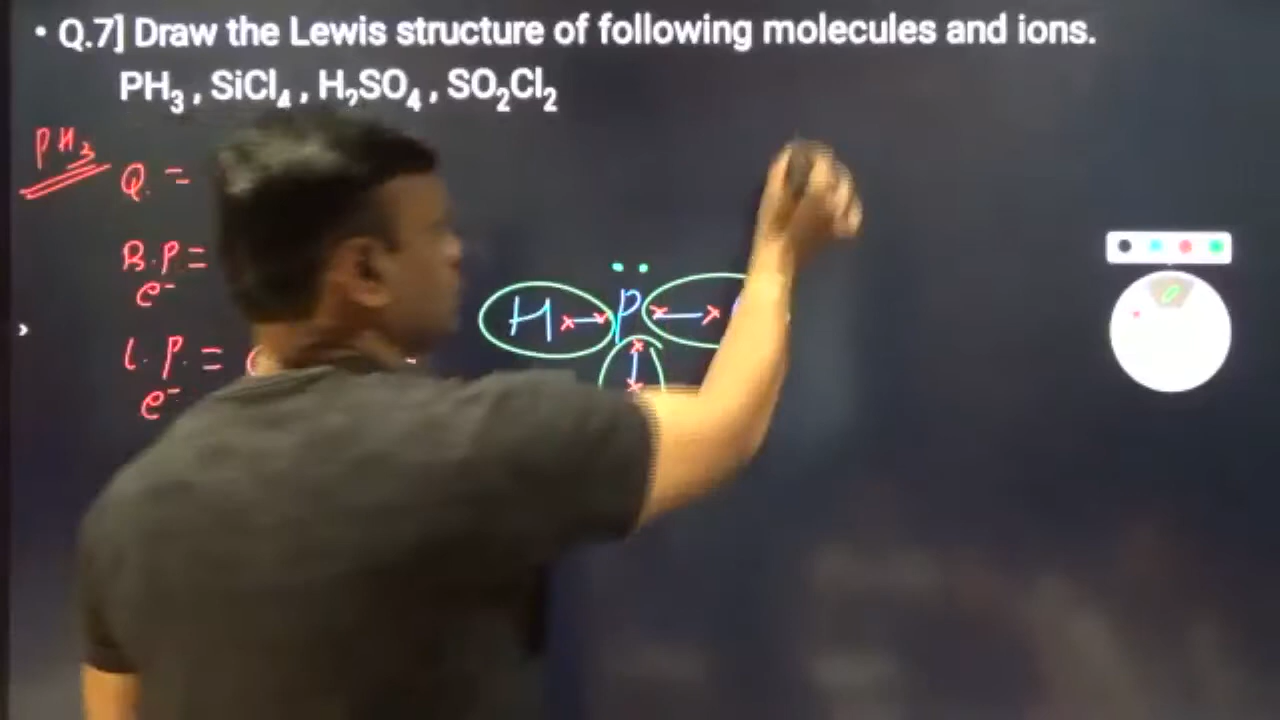 • Q.7] Draw the Lewis structure of following molecules and ions.
PH₃ , SiCl₄ , H₂SO₄ , SO₂Cl₂
PH₃
Q. =
B.P. =
e⁻
L.P. =
e⁻
H P